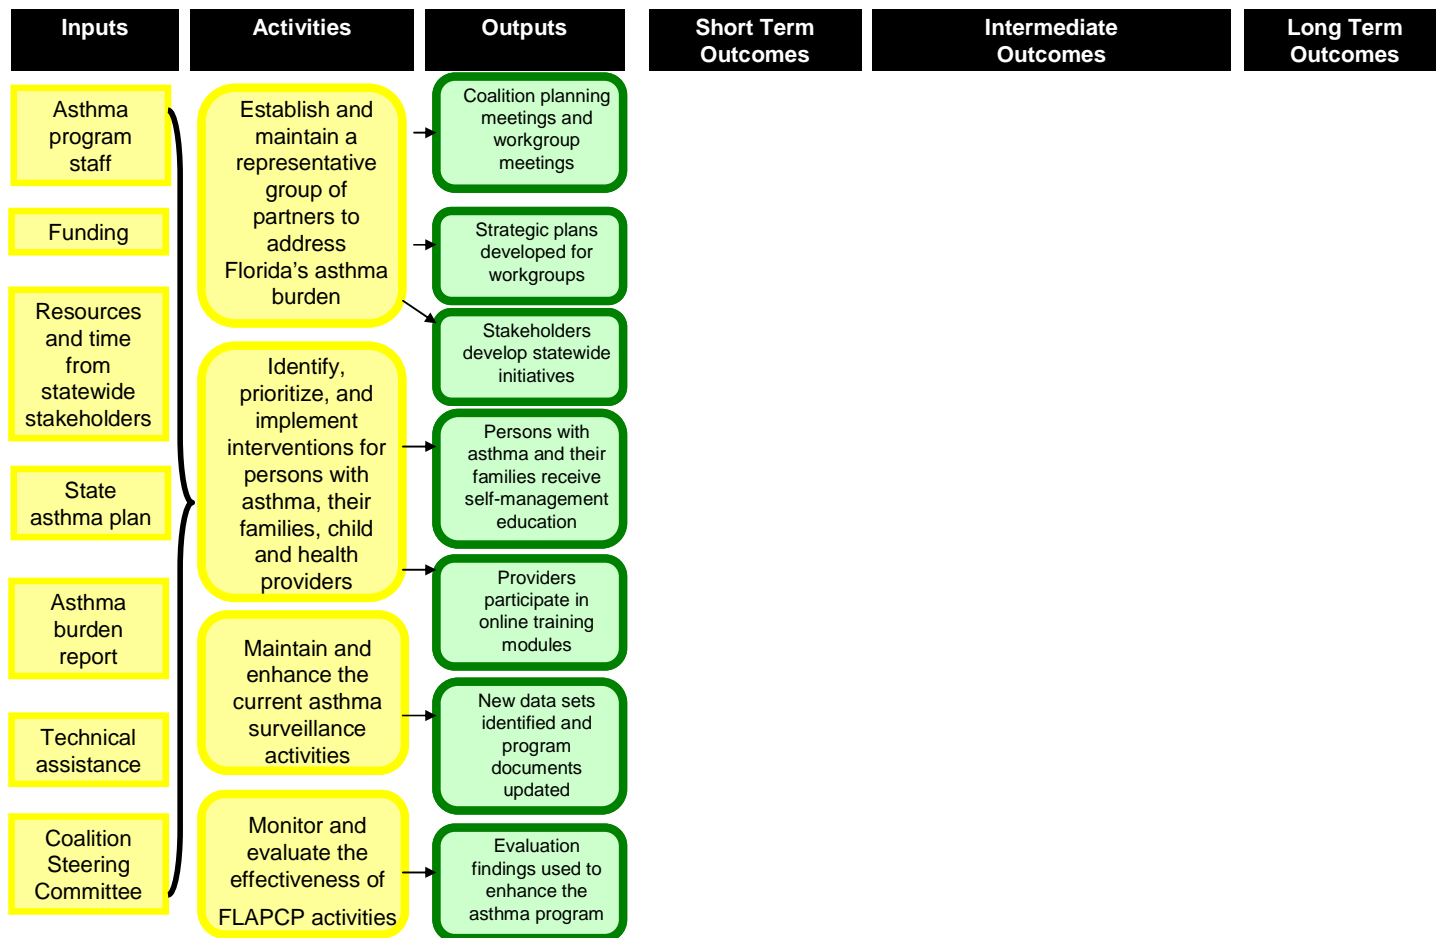 Inputs
Activities
Outputs
Short Term
Outcomes
Intermediate
Outcomes
Long Term
Outcomes
Asthma
program
staff
Funding
Resources
and time
from
statewide
stakeholders
State
asthma plan
Asthma
burden
report
Technical
assistance
Coalition
Steering
Committee
Establish and
maintain a
representative
group of
partners to
address
Florida’s asthma
burden
Identify,
prioritize, and
implement
interventions for
persons with
asthma, their
families, child
and health
providers
Maintain and
enhance the
current asthma
surveillance
activities
Monitor and
evaluate the
effectiveness of
FLAPCP activities
Coalition planning
meetings and
workgroup
meetings
Strategic plans
developed for
workgroups
Stakeholders
develop statewide
initiatives
Persons with
asthma and their
families receive
self-management
education
Providers
participate in
online training
modules
New data sets
identified and
program
documents
updated
Evaluation
findings used to
enhance the
asthma program